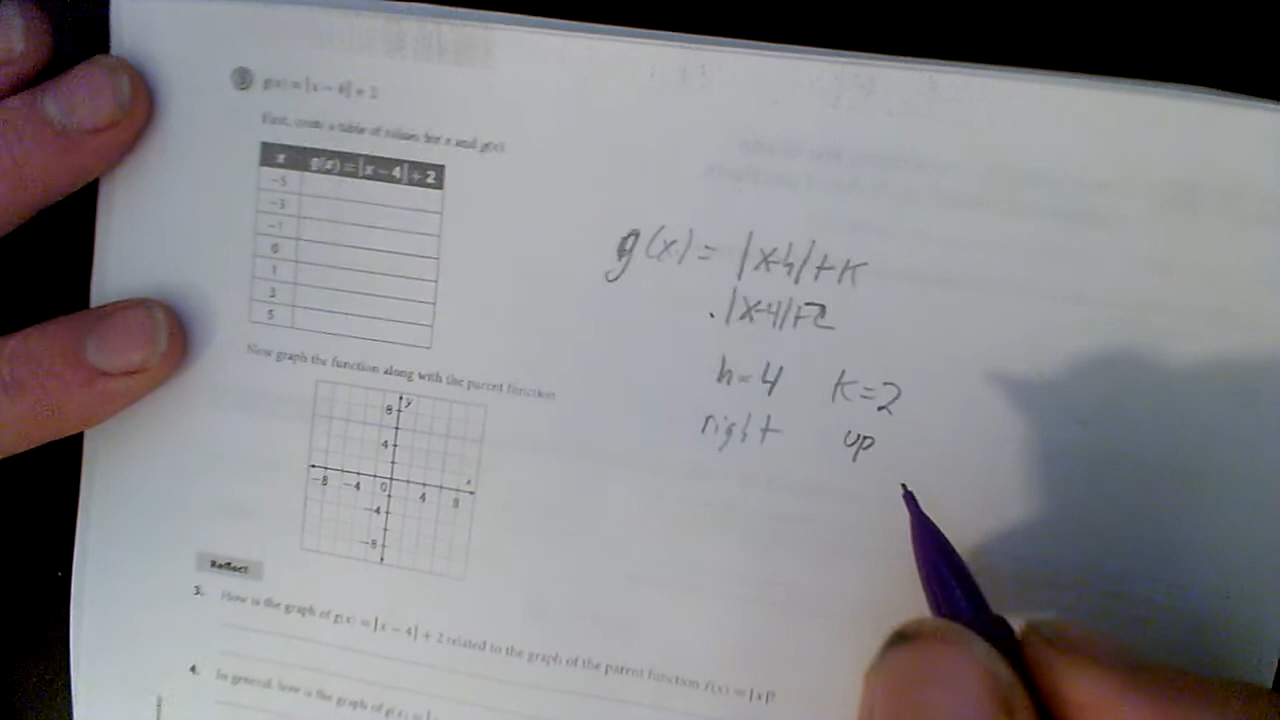 g(x) = |x − 4| + 2
First, create a table of values for x and g(x).
x g(x) = |x − 4| + 2
−5
−3
−1
0
1
3
5
Now graph the function along with the parent function
y
8
4
x
−8 −4 0 4 8
−4
−8
Reflect
3. How is the graph of g(x) = |x − 4| + 2 related to the graph of the parent function f(x) = |x|?
4. In general, how is the graph of g(x) =
g(x) = |x-h|+k
|x-4|+2
h=4 k=2
right up